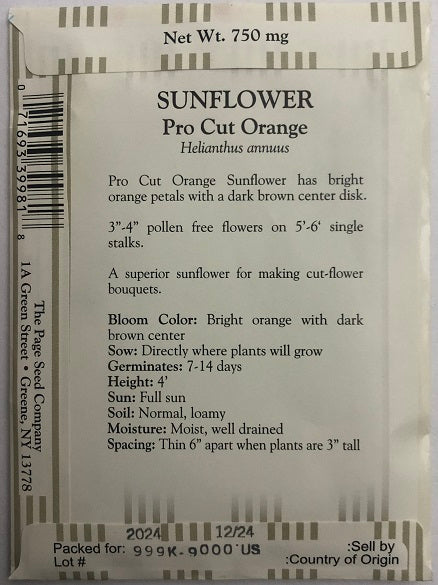 Net Wt. 750 mg
SUNFLOWER
Pro Cut Orange
Helianthus annuus
Pro Cut Orange Sunflower has bright
orange petals with a dark brown center disk.
3”-4” pollen free flowers on 5’-6‘ single
stalks.
A superior sunflower for making cut-flower
bouquets.
Bloom Color: Bright orange with dark
brown center
Sow: Directly where plants will grow
Germinates: 7-14 days
Height: 4’
Sun: Full sun
Soil: Normal, loamy
Moisture: Moist, well drained
Spacing: Thin 6” apart when plants are 3” tall
0 71693 39981 8
The Page Seed Company
1A Green Street • Greene, NY 13778
2024 12/24
Packed for: 999K-9000 US :Sell by
Lot # :Country of Origin